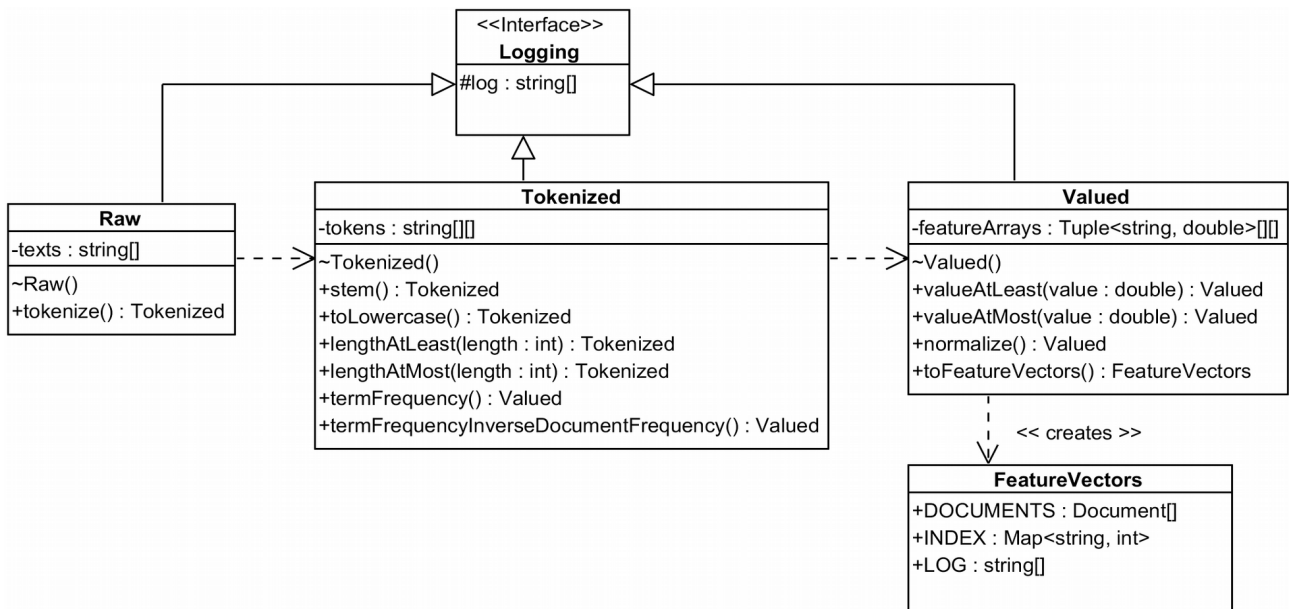 <<Interface>>
Logging
#log : string[]
Raw
-texts : string[]
~Raw()
+tokenize() : Tokenized
Tokenized
-tokens : string[][]
~Tokenized()
+stem() : Tokenized
+toLowercase() : Tokenized
+lengthAtLeast(length : int) : Tokenized
+lengthAtMost(length : int) : Tokenized
+termFrequency() : Valued
+termFrequencyInverseDocumentFrequency() : Valued
Valued
-featureArrays : Tuple<string, double>[][]
~Valued()
+valueAtLeast(value : double) : Valued
+valueAtMost(value : double) : Valued
+normalize() : Valued
+toFeatureVectors() : FeatureVectors
<< creates >>
FeatureVectors
+DOCUMENTS : Document[]
+INDEX : Map<string, int>
+LOG : string[]